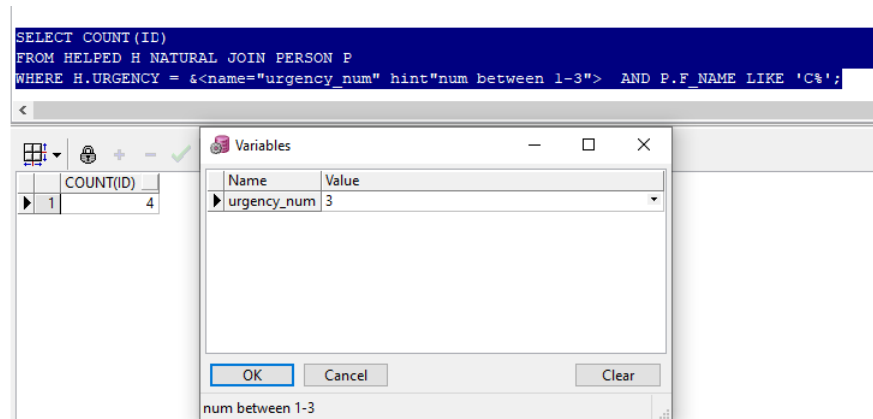 SELECT COUNT(ID)
FROM HELPED H NATURAL JOIN PERSON P
WHERE H.URGENCY = &<name="urgency_num" hint"num between 1-3">  AND P.F_NAME LIKE 'C%';
Variables
COUNT(ID)
1 4
Name Value
urgency_num 3
OK Cancel Clear
num between 1-3